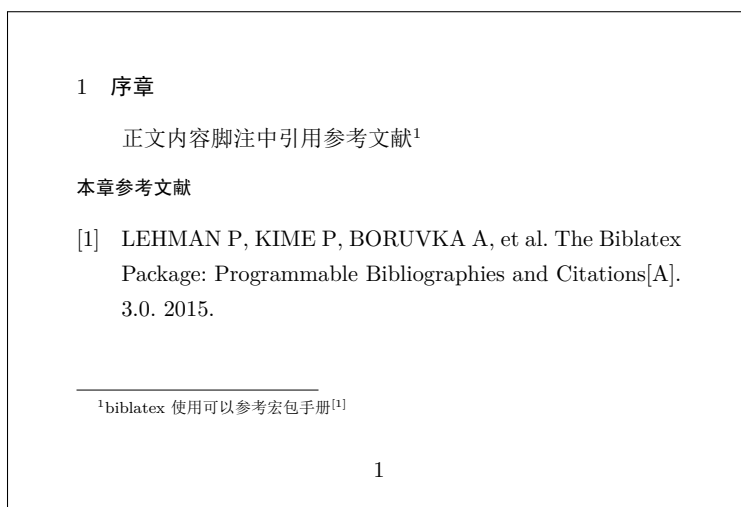 1 序章
正文内容脚注中引用参考文献1
本章参考文献
[1] LEHMAN P, KIME P, BORUVKA A, et al. The Biblatex
Package: Programmable Bibliographies and Citations[A].
3.0. 2015.
1biblatex 使用可以参考宏包手册[1]
1